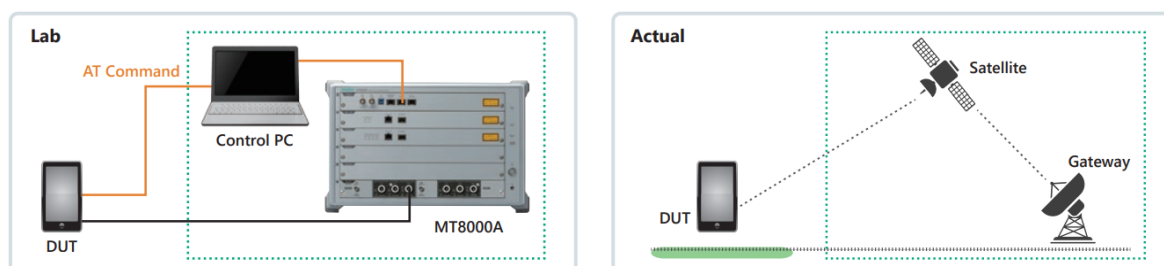 Lab
AT Command
Control PC
MT8000A
DUT
Actual
Satellite
Gateway
DUT